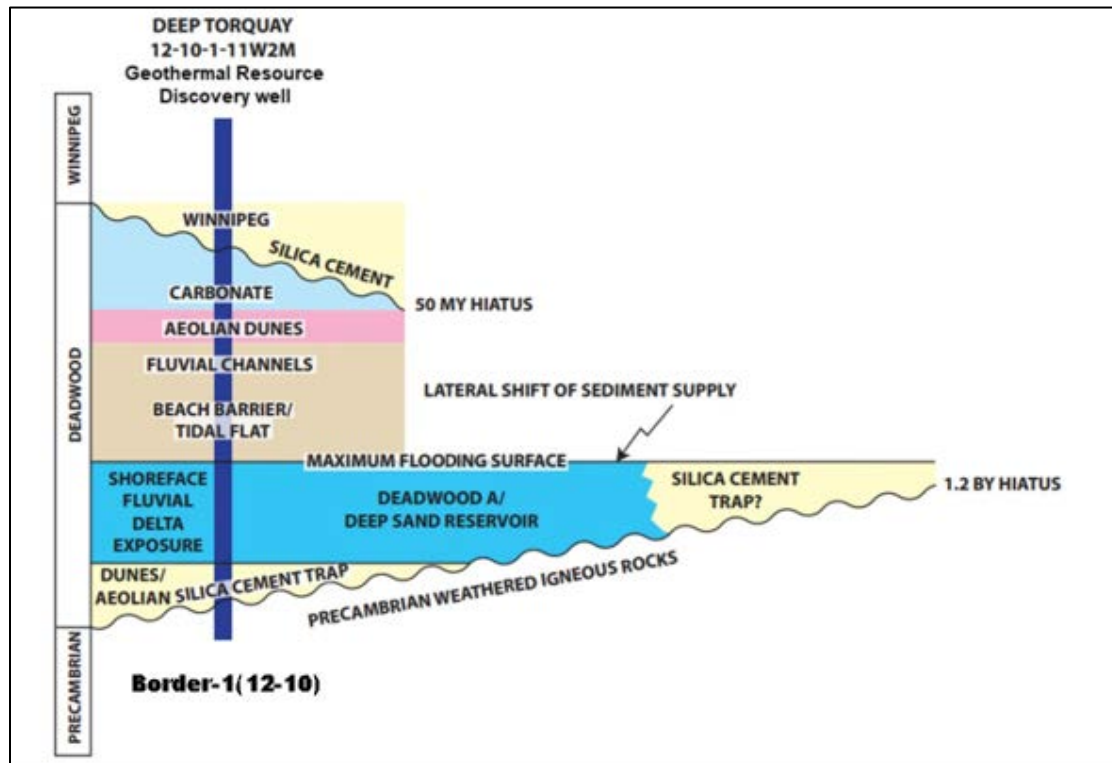 DEEP TORQUAY
12-10-1-11W2M
Geothermal Resource
Discovery well
WINNIPEG
DEADWOOD
PRECAMBRIAN
WINNIPEG
SILICA CEMENT
CARBONATE
50 MY HIATUS
AEOLIAN DUNES
FLUVIAL CHANNELS
BEACH BARRIER/
TIDAL FLAT
LATERAL SHIFT OF SEDIMENT SUPPLY
MAXIMUM FLOODING SURFACE
SHOREFACE
FLUVIAL
DELTA
EXPOSURE
DEADWOOD A/
DEEP SAND RESERVOIR
SILICA CEMENT
TRAP?
1.2 BY HIATUS
DUNES/
AEOLIAN
SILICA CEMENT TRAP
PRECAMBRIAN WEATHERED IGNEOUS ROCKS
Border-1(12-10)